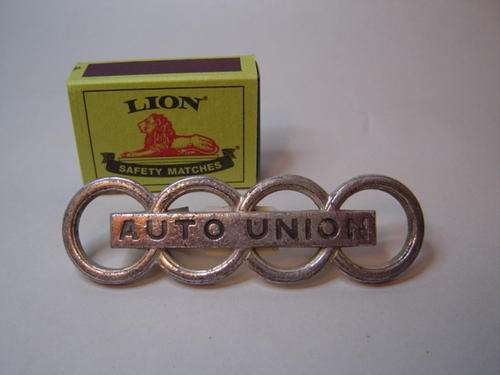 LION
SAFETY MATCHES
AUTO UNION